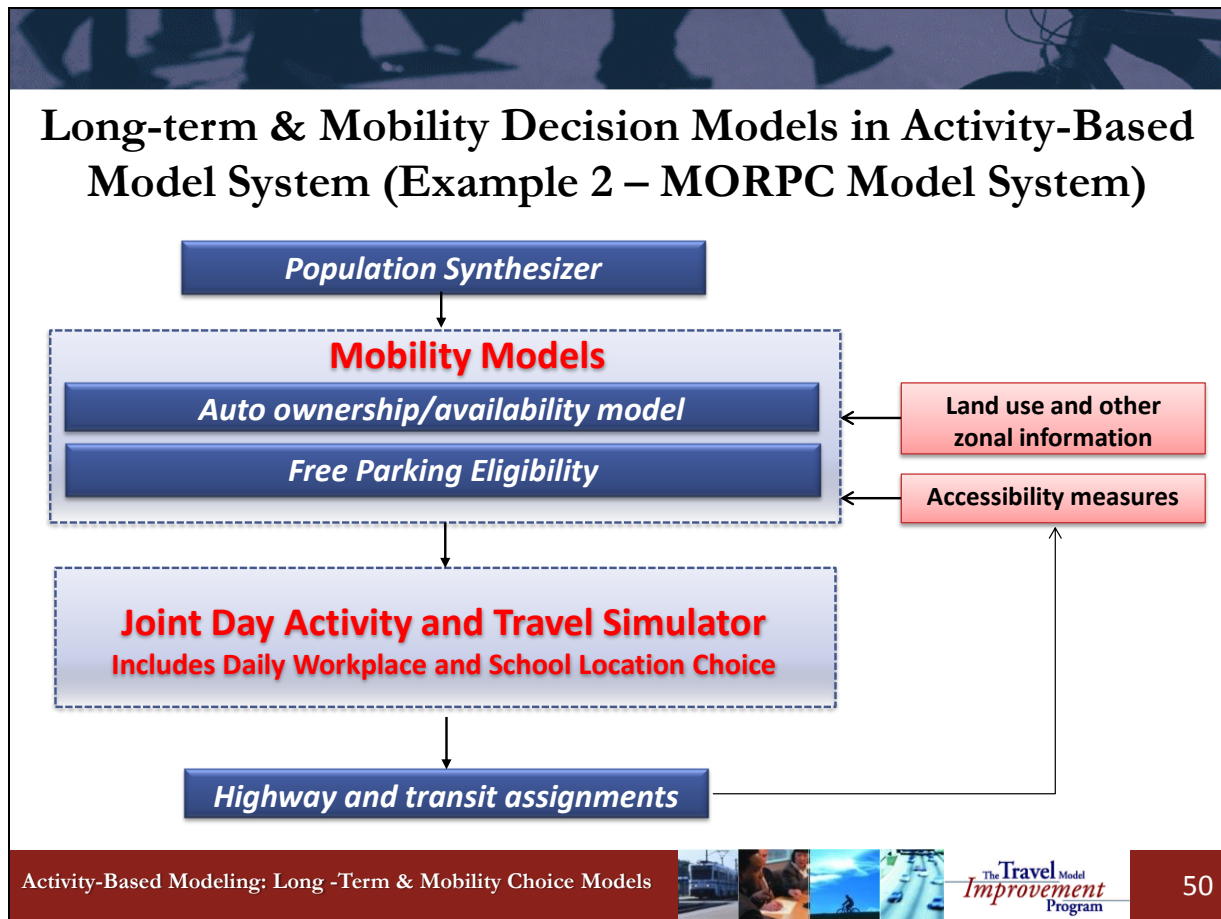 Long-term & Mobility Decision Models in Activity-Based
Model System (Example 2 – MORPC Model System)
Population Synthesizer
Mobility Models
Auto ownership/availability model
Free Parking Eligibility
Land use and other
zonal information
Accessibility measures
Joint Day Activity and Travel Simulator
Includes Daily Workplace and School Location Choice
Highway and transit assignments
Activity-Based Modeling: Long -Term & Mobility Choice Models
The Travel Model
Improvement
Program
50